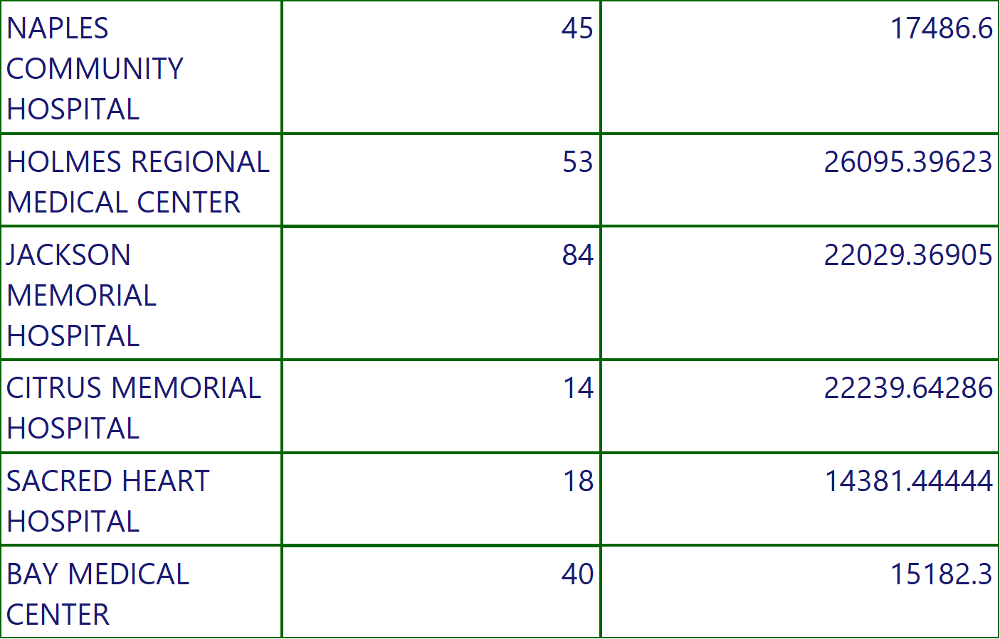 NAPLES 45 17486.6
COMMUNITY
HOSPITAL
HOLMES REGIONAL 53 26095.39623
MEDICAL CENTER
JACKSON 84 22029.36905
MEMORIAL
HOSPITAL
CITRUS MEMORIAL 14 22239.64286
HOSPITAL
SACRED HEART 18 14381.44444
HOSPITAL
BAY MEDICAL 40 15182.3
CENTER